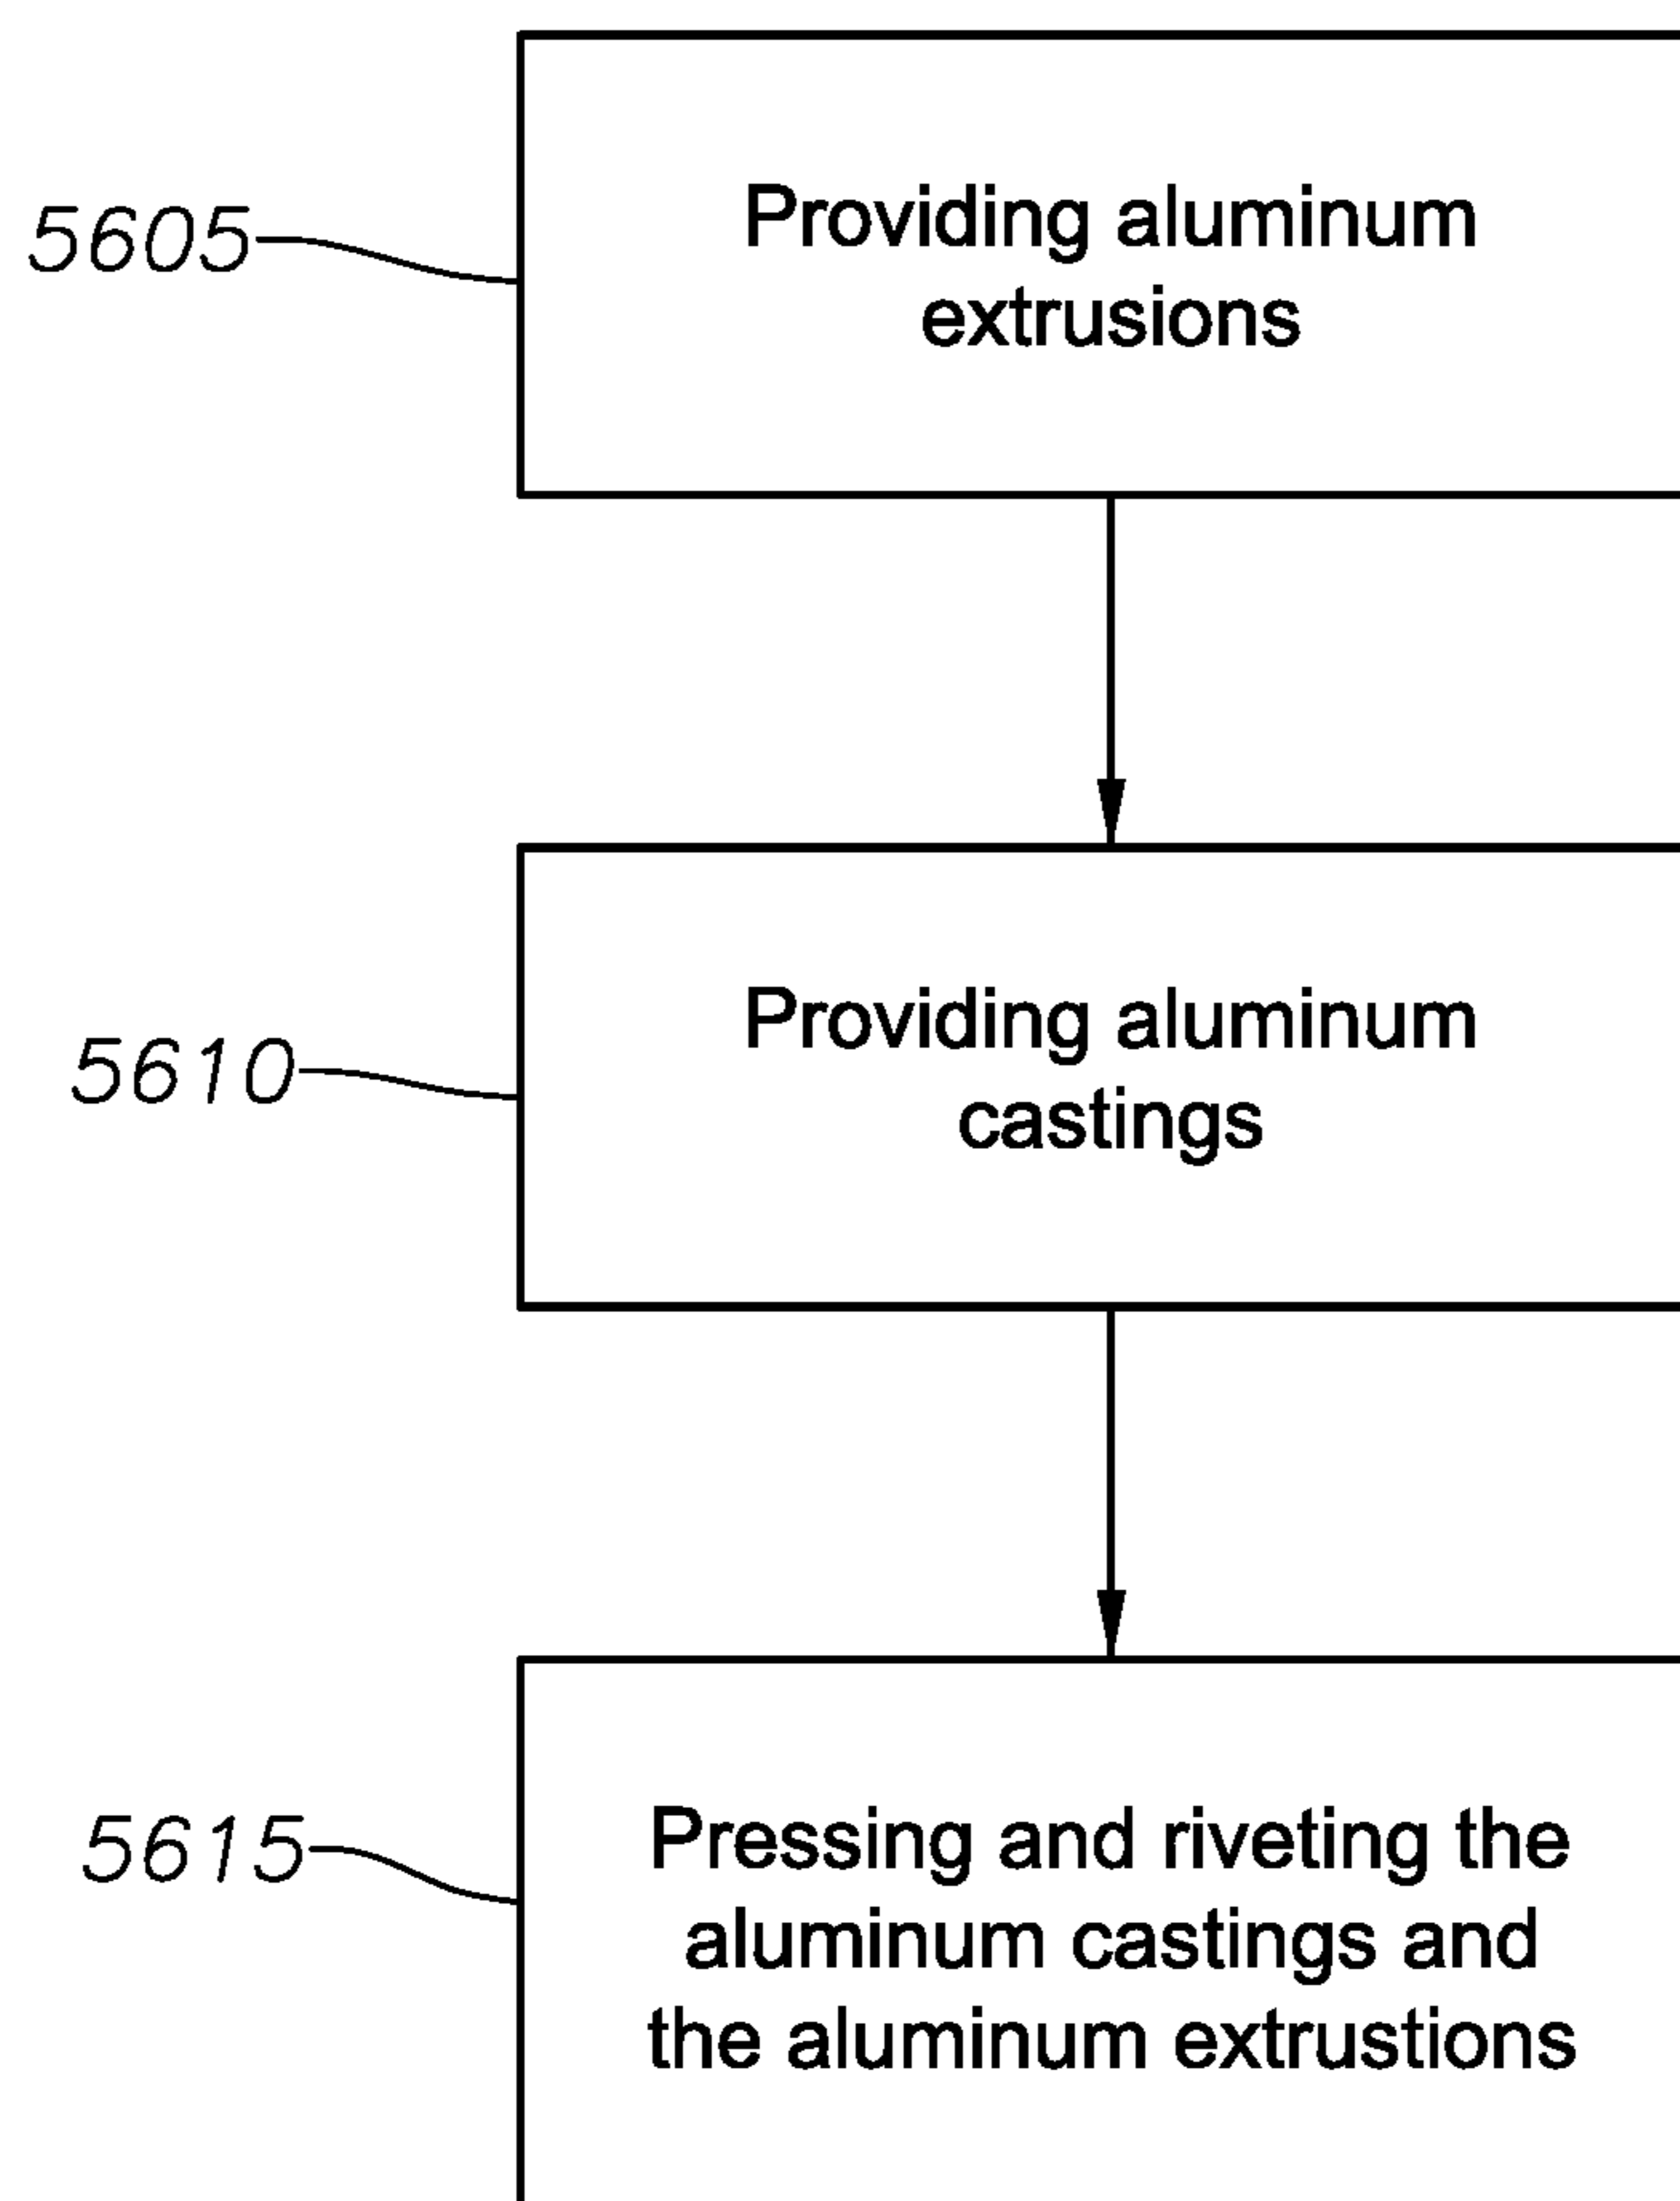 5605
Providing aluminum
extrusions
5610
Providing aluminum
castings
5615
Pressing and riveting the
aluminum castings and
the aluminum extrustions